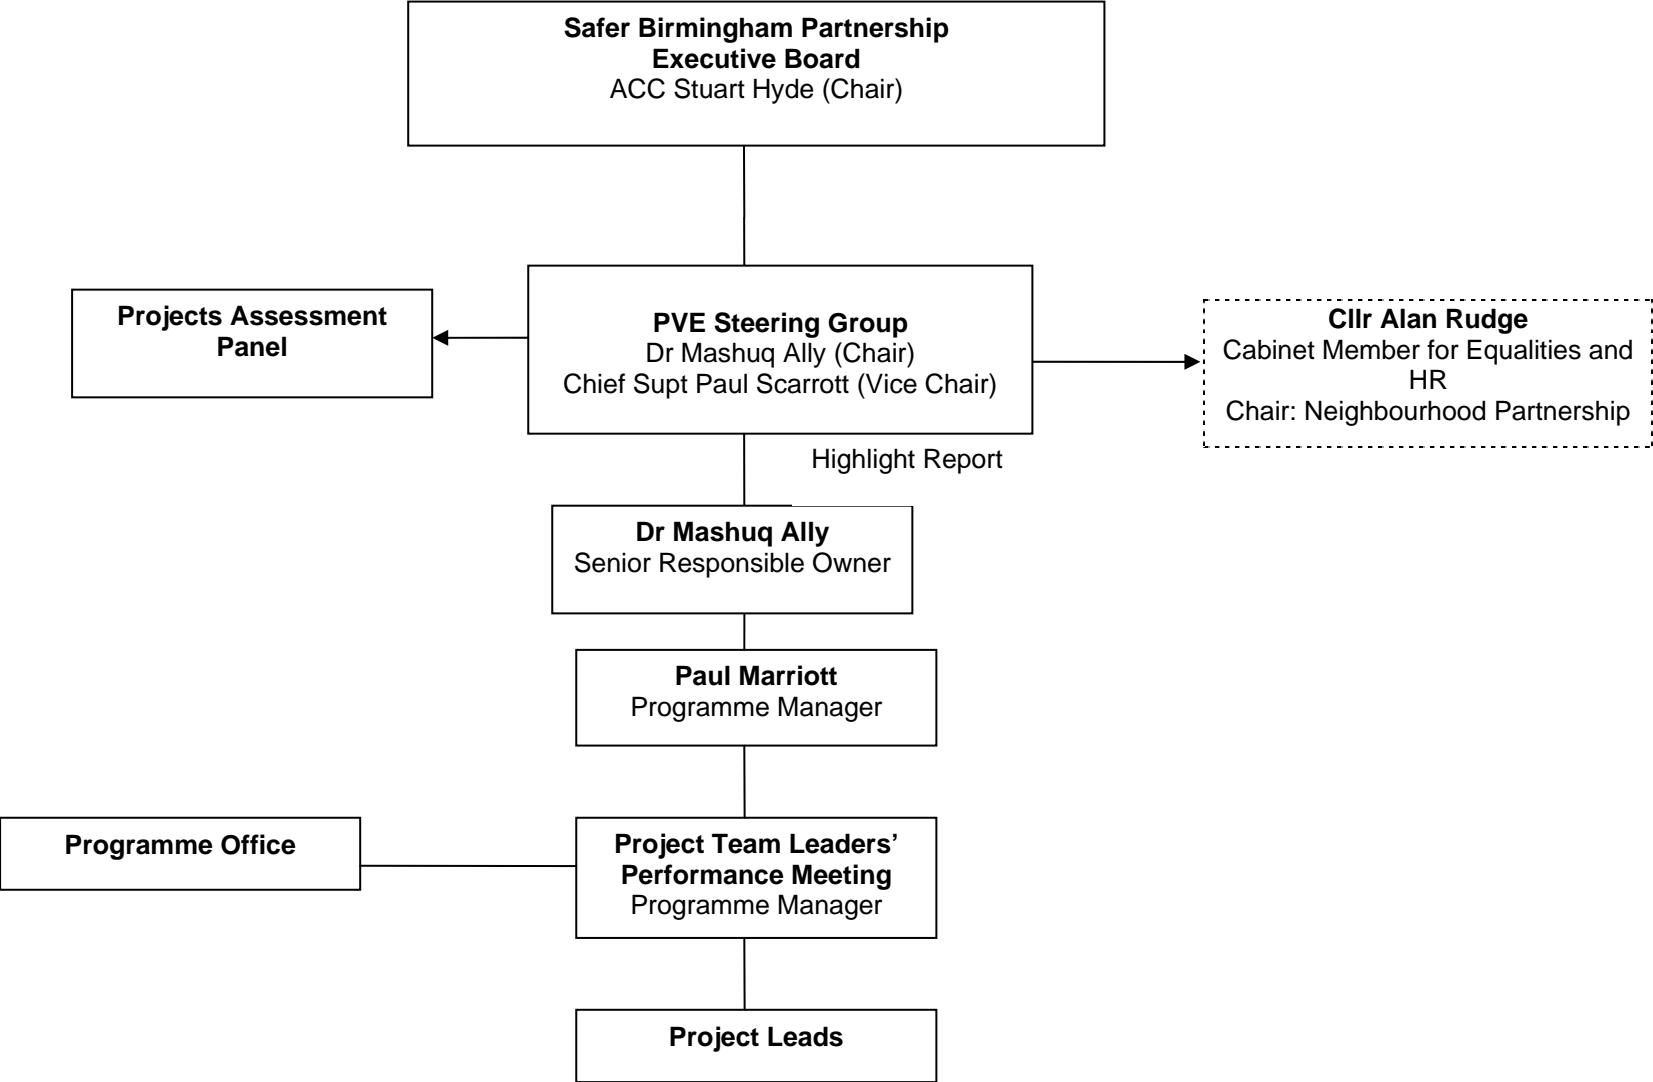 Safer Birmingham Partnership
Executive Board
ACC Stuart Hyde (Chair)
Projects Assessment
Panel
PVE Steering Group
Dr Mashuq Ally (Chair)
Chief Supt Paul Scarrott (Vice Chair)
Cllr Alan Rudge
Cabinet Member for Equalities and
HR
Chair: Neighbourhood Partnership
Highlight Report
Dr Mashuq Ally
Senior Responsible Owner
Paul Marriott
Programme Manager
Programme Office
Project Team Leaders’
Performance Meeting
Programme Manager
Project Leads